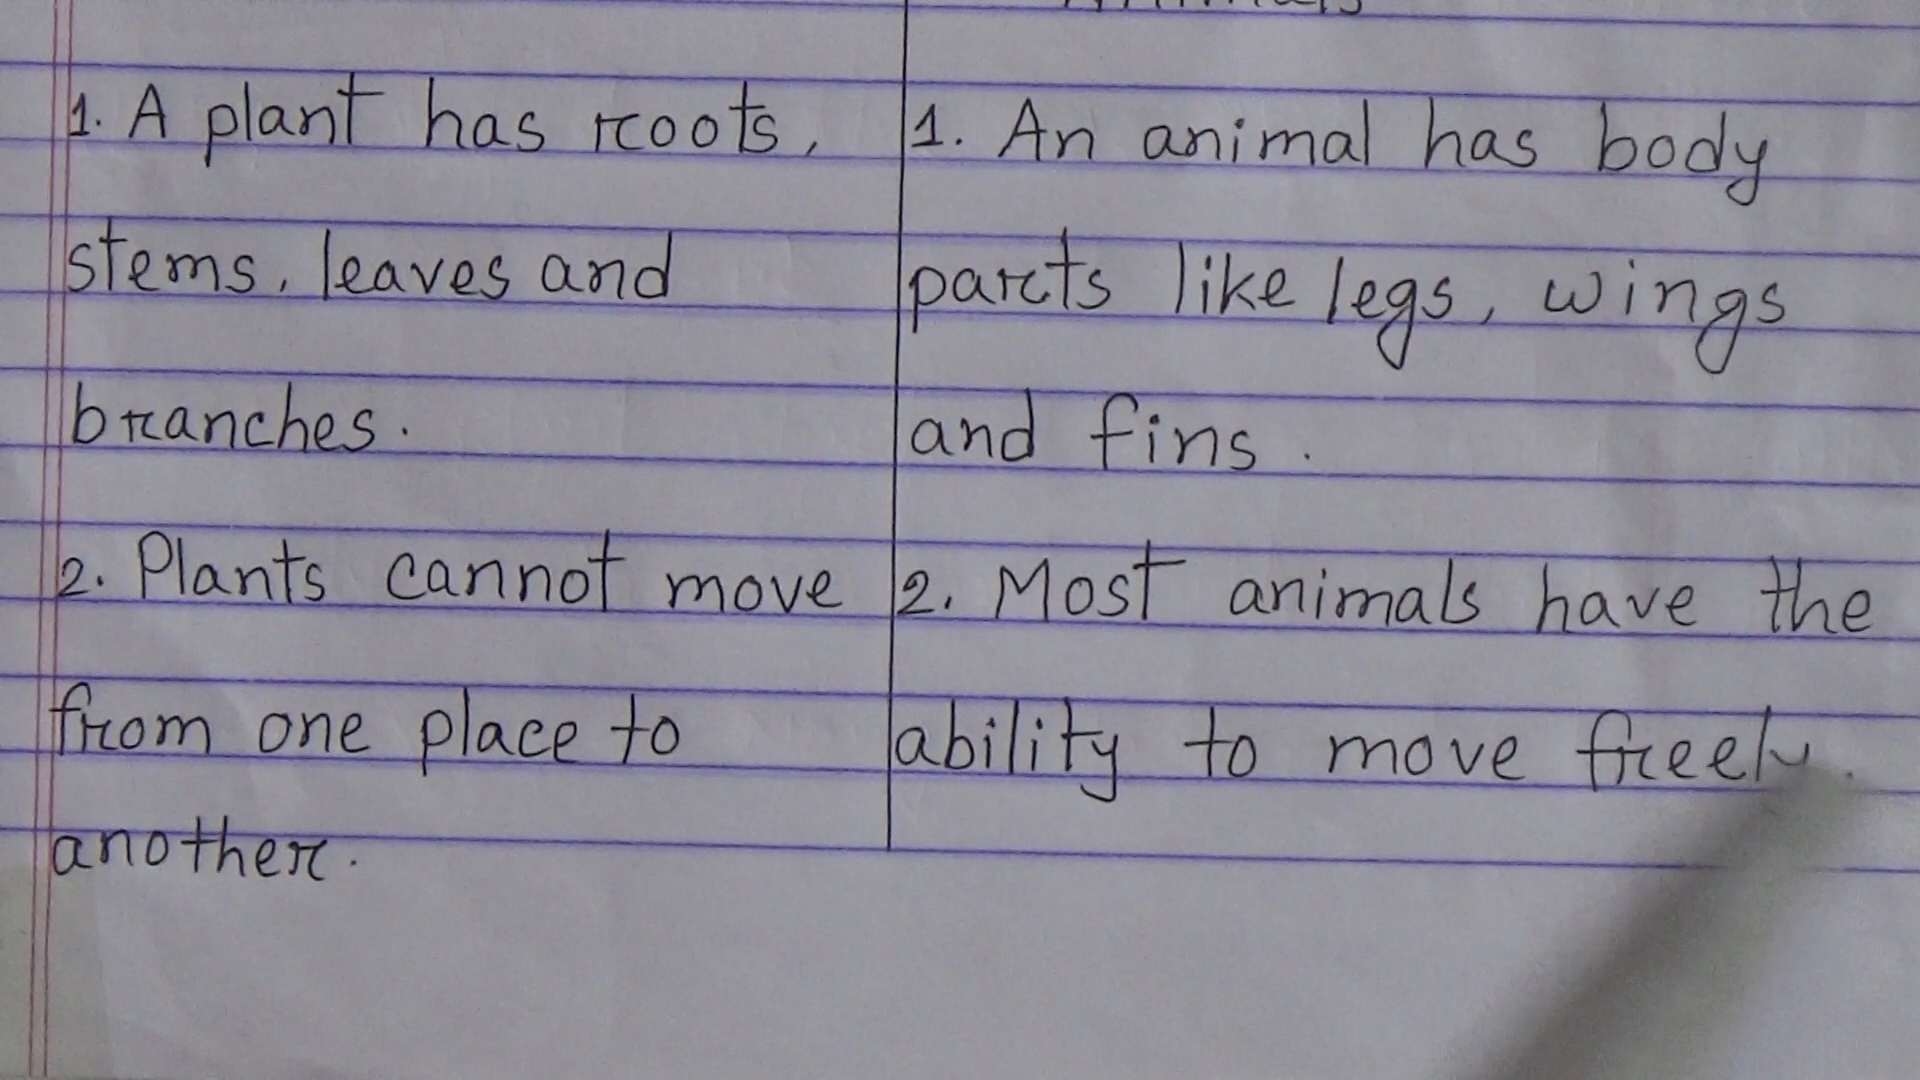 Animals
1. A plant has roots,
stems, leaves and
branches.
2. Plants cannot move
from one place to
another.
1. An animal has body
parts like legs, wings
and fins.
2. Most animals have the
ability to move freely.